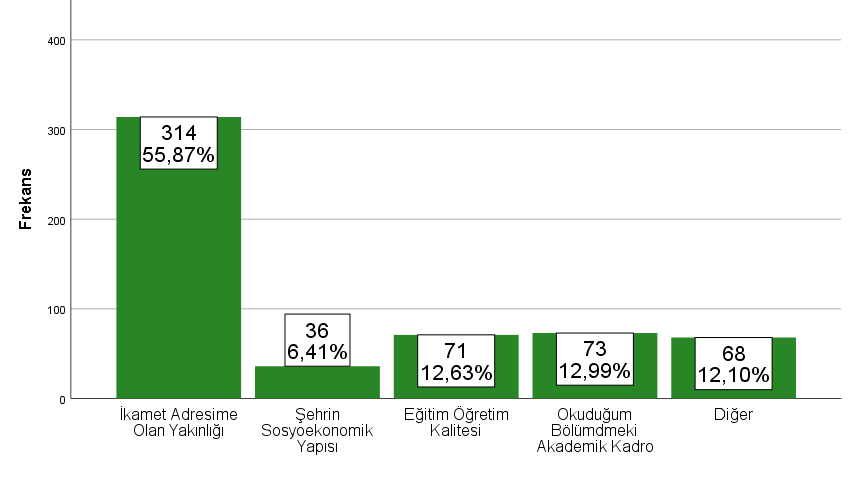 400
300
200
100
0
Frekans
314
55,87%
36
6,41%
71
12,63%
73
12,99%
68
12,10%
İkamet Adresime
Olan Yakınlığı
Şehrin
Sosyoekonomik
Yapısı
Eğitim Öğretim
Kalitesi
Okuduğum
Bölümdmeki
Akademik Kadro
Diğer